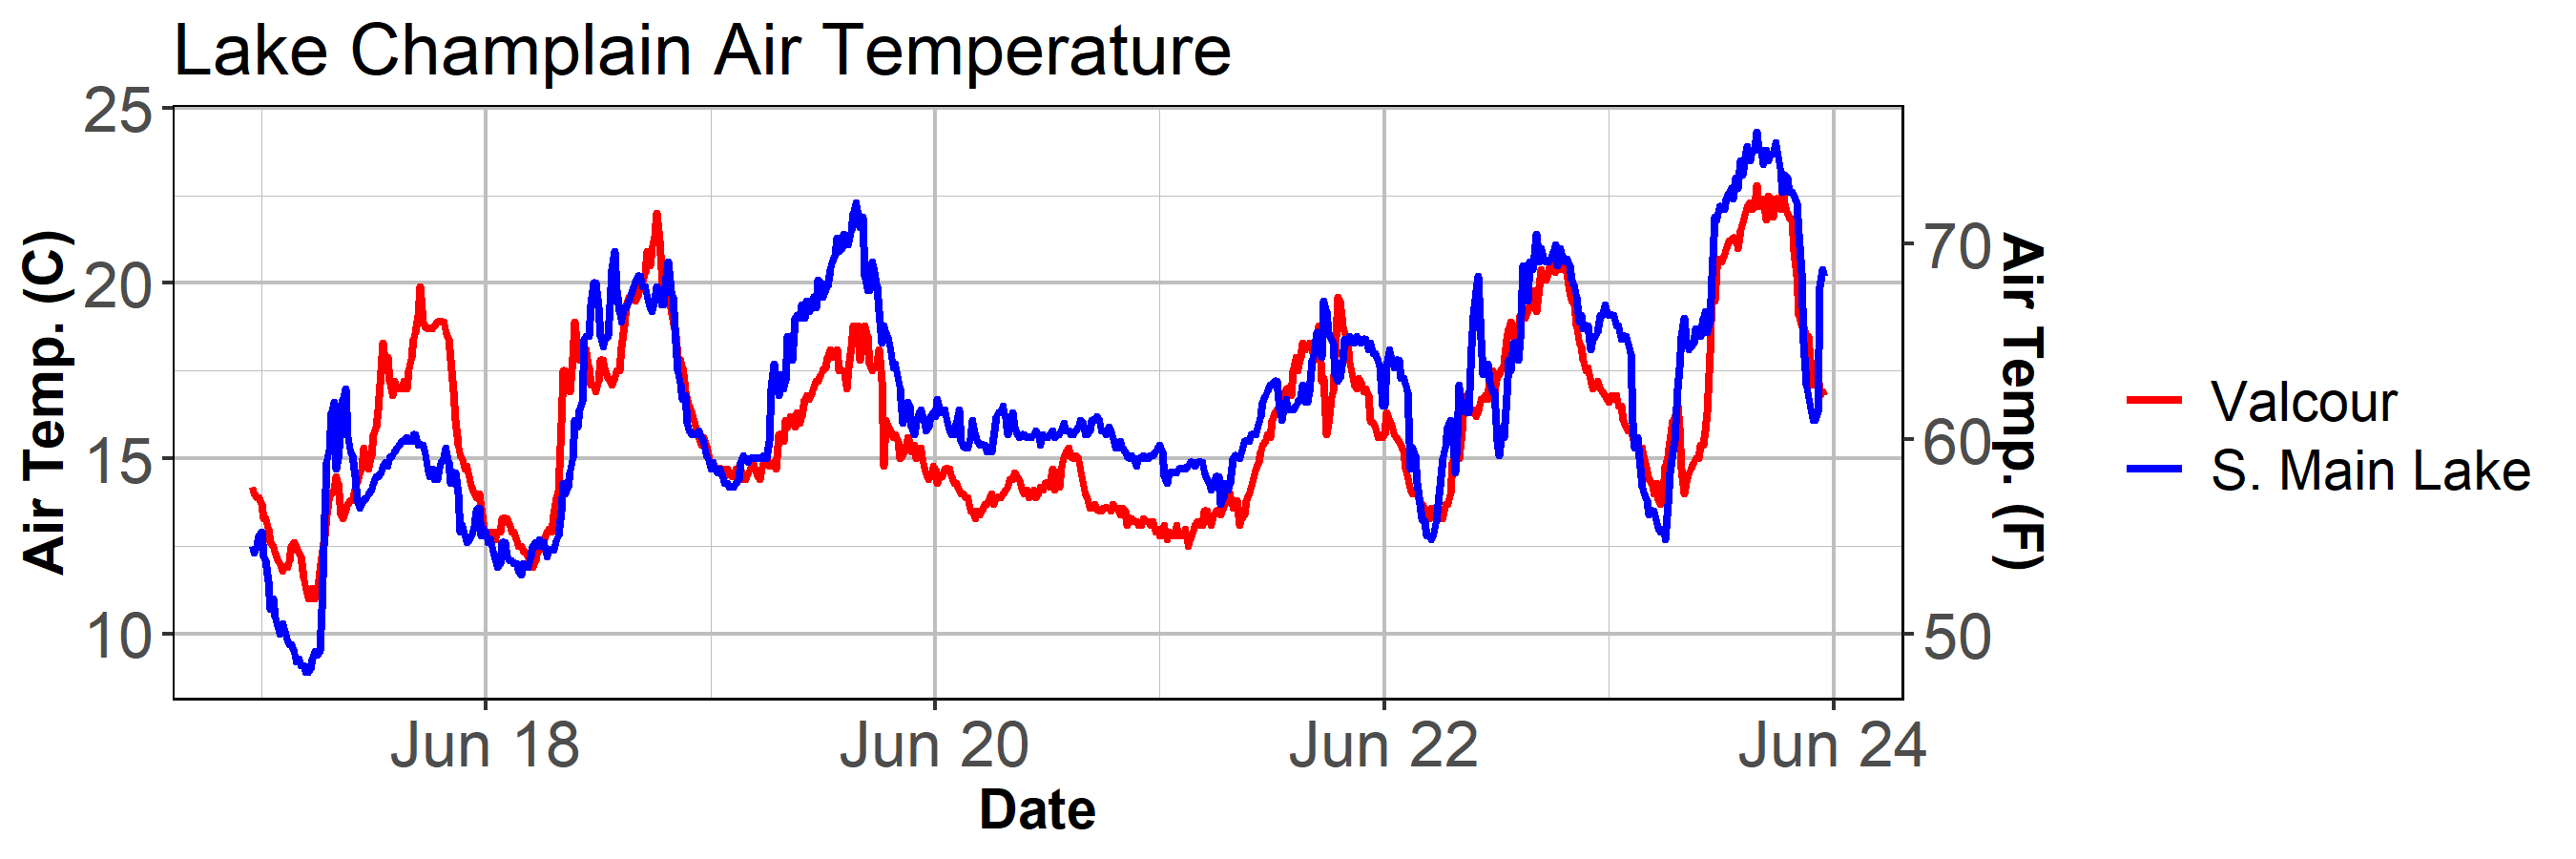 Lake Champlain Air Temperature
25
20
15
10
Air Temp. (C)
70
60
50
Air Temp. (F)
Jun 18
Jun 20
Jun 22
Jun 24
Date
Valcour
S. Main Lake